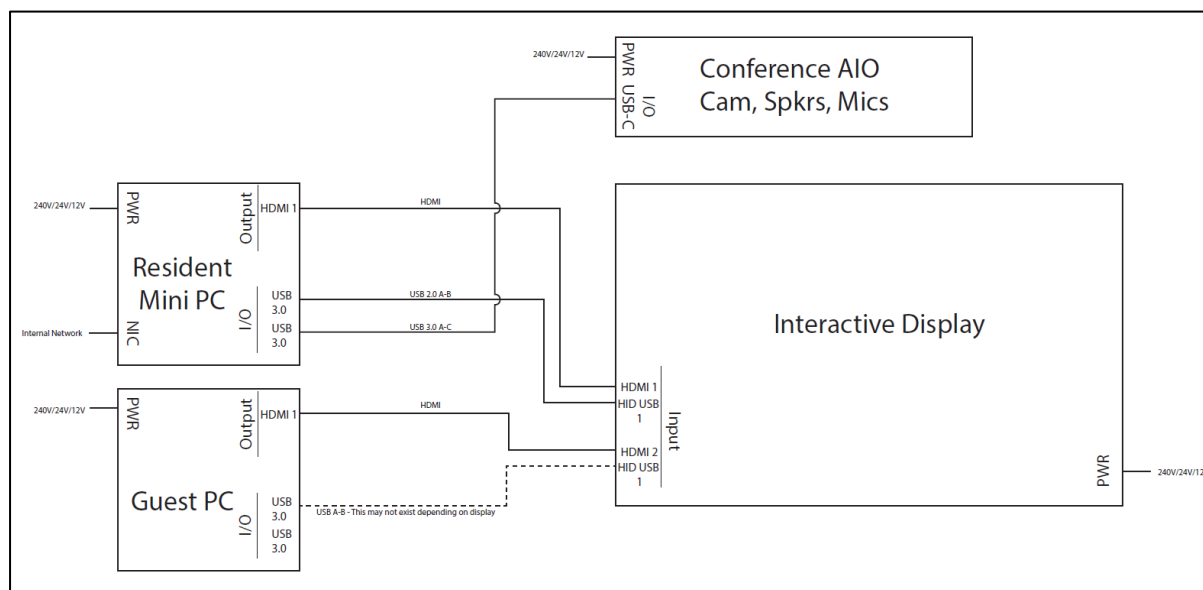 240V/24V/12V
PWR
I/O
USB-C
Conference AIO
Cam, Spkrs, Mics
240V/24V/12V
PWR
Output
HDMI 1
HDMI
Resident
Mini PC
I/O
USB
3.0
USB
3.0
USB 2.0 A-B
USB 3.0 A-C
Internal Network
NIC
Interactive Display
240V/24V/12V
PWR
Output
HDMI 1
HDMI
Guest PC
I/O
USB
3.0
USB
3.0
USB A-B - This may not exist depending on display
HDMI 1
HID USB
1
HDMI 2
HID USB
1
Input
PWR
240V/24V/12